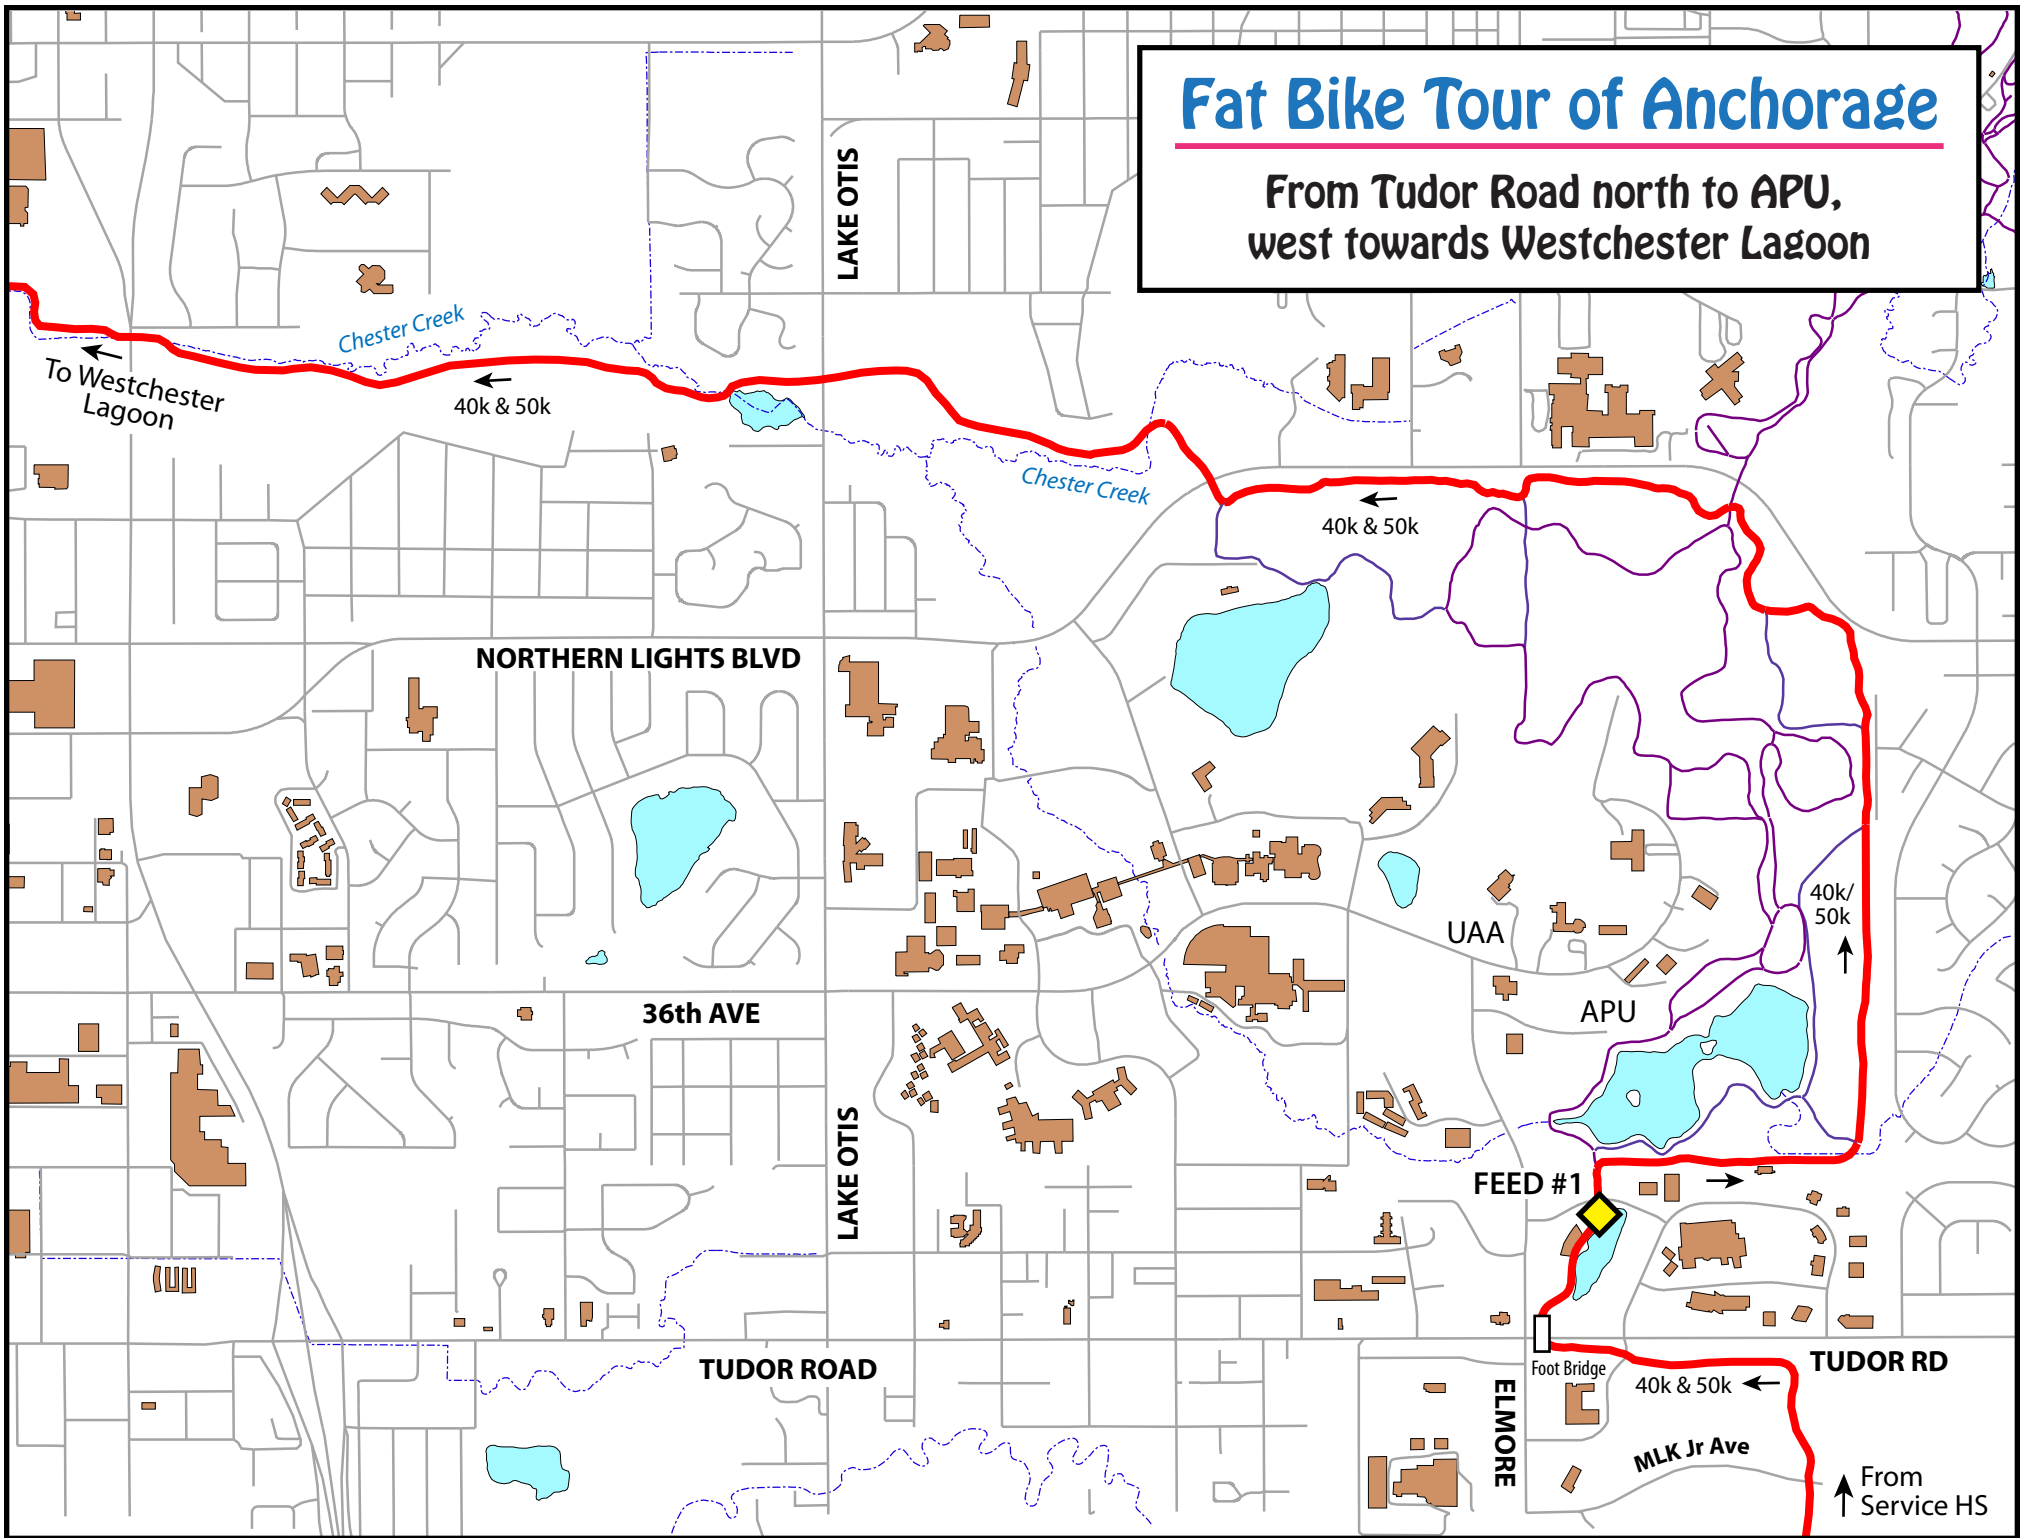 Fat Bike Tour of Anchorage
From Tudor Road north to APU,
west towards Westchester Lagoon
LAKE OTIS
Chester Creek
To Westchester
Lagoon
40k & 50k
Chester Creek
40k & 50k
NORTHERN LIGHTS BLVD
40k/
50k
UAA
APU
36th AVE
LAKE OTIS
FEED #1
TUDOR ROAD
Foot Bridge
TUDOR RD
40k & 50k
ELMORE
MLK Jr Ave
From
Service HS